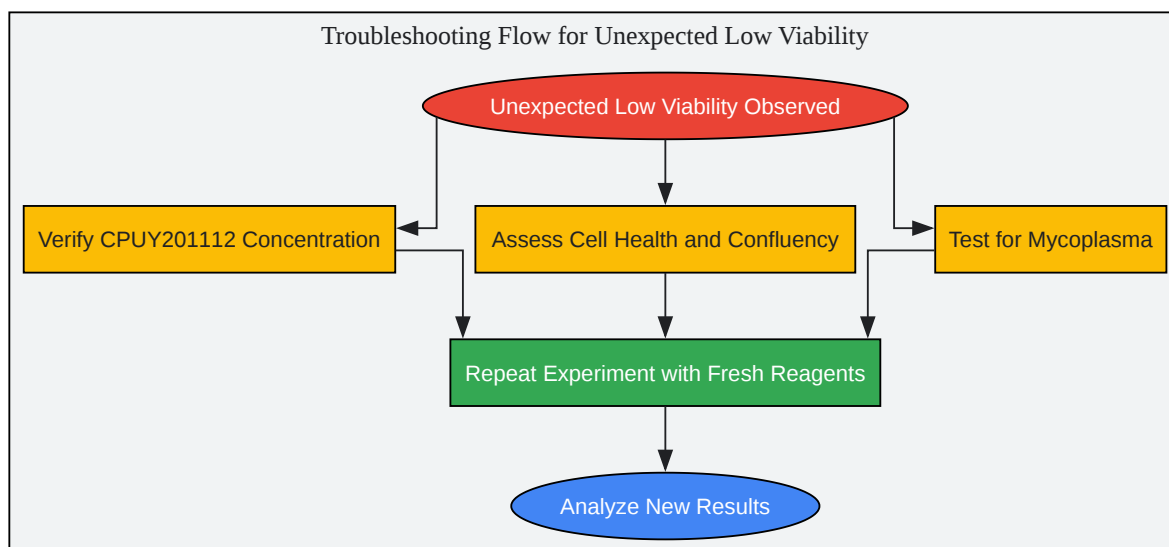 Troubleshooting Flow for Unexpected Low Viability
Unexpected Low Viability Observed
Verify CPUY201112 Concentration
Assess Cell Health and Confluency
Test for Mycoplasma
Repeat Experiment with Fresh Reagents
Analyze New Results